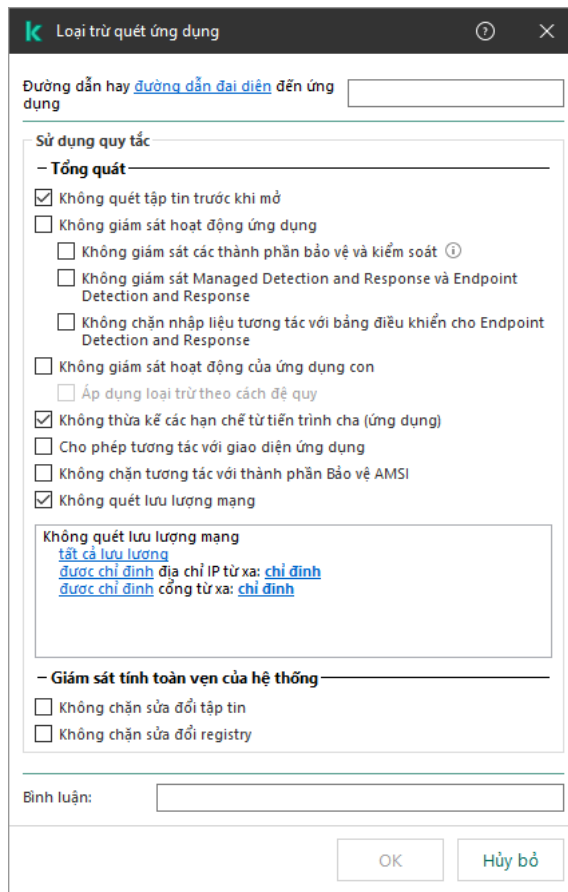 Loại trừ quét ứng dụng
Đường dẫn hay đường dẫn đại diện đến ứng
dụng
Sử dụng quy tắc
Tổng quát
Không quét tập tin trước khi mở
Không giám sát hoạt động ứng dụng
Không giám sát các thành phần bảo vệ và kiểm soát
Không giám sát Managed Detection and Response và Endpoint
Detection and Response
Không chặn nhập liệu tương tác với bảng điều khiển cho Endpoint
Detection and Response
Không giám sát hoạt động của ứng dụng con
Áp dụng loại trừ theo cách đệ quy
Không thừa kế các hạn chế từ tiến trình cha (ứng dụng)
Cho phép tương tác với giao diện ứng dụng
Không chặn tương tác với thành phần Bảo vệ AMSI
Không quét lưu lượng mạng
Không quét lưu lượng mạng
tất cả lưu lượng
được chỉ định địa chỉ IP từ xa: chỉ định
được chỉ định cổng từ xa: chỉ định
Giám sát tính toàn vẹn của hệ thống
Không chặn sửa đổi tập tin
Không chặn sửa đổi registry
Bình luận:
OK
Hủy bỏ